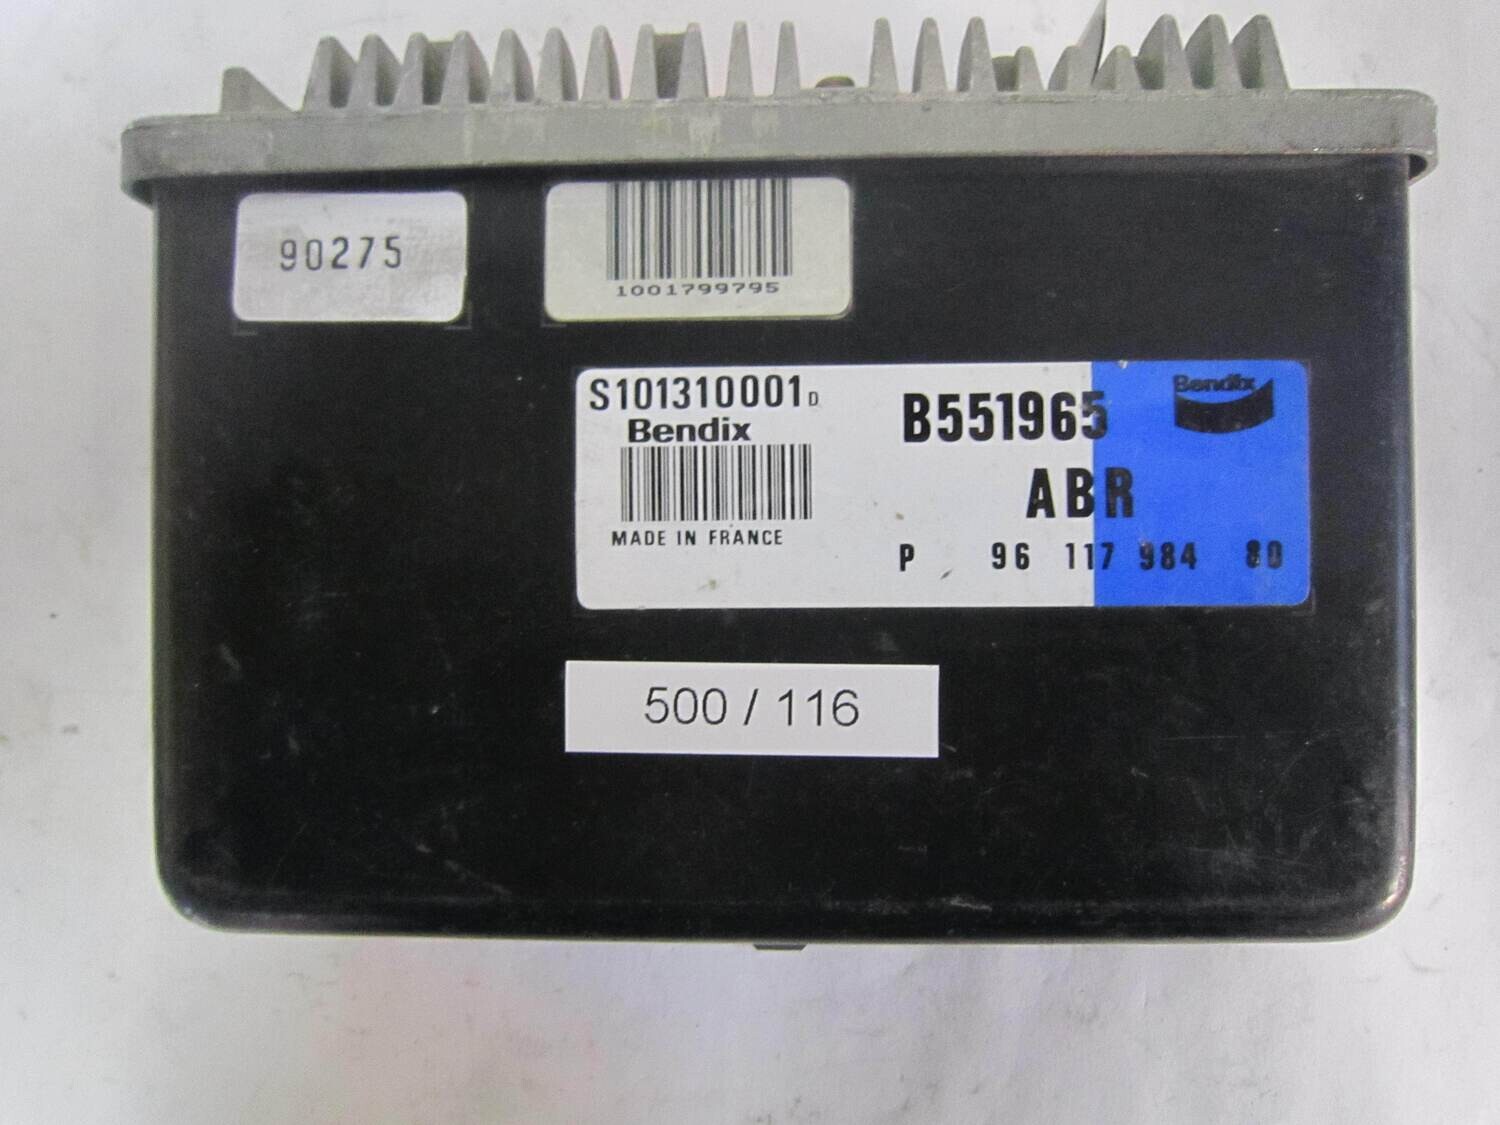 90275
1001799795
S101310001D
Bendix
MADE IN FRANCE
B551965
ABR
P 96 117 984 80
Bendix
500 / 116